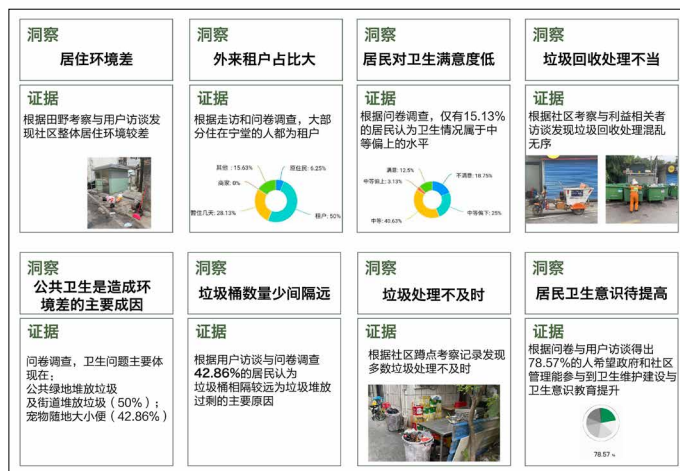 洞察
居住环境差
证据
根据田野考察与用户访谈发
现社区整体居住环境较差
洞察
外来租户占比大
证据
根据走访和问卷调查，大部
分住在宁堂的人都为租户
其他：15.63%
原住民：6.25%
商家：0%
暂住几天：28.13%
租户：50%
洞察
居民对卫生满意度低
证据
根据问卷调查，仅有15.13%
的居民认为卫生情况属于中
等偏上的水平
满意：12.5%
不满意：18.75%
中等偏上：3.13%
中等：40.63%
中等偏下：25%
洞察
垃圾回收处理不当
证据
根据社区考察与利益相关者
访谈发现垃圾回收处理混乱
无序
洞察
公共卫生是造成环
境差的主要成因
证据
问卷调查，卫生问题主要体
现在：
公共绿地堆放垃圾
及街道堆放垃圾（50%）；
宠物随地大小便（42.86%）
洞察
垃圾桶数量少间隔远
证据
根据用户访谈与问卷调查
42.86%的居民认为
垃圾桶相隔较远为垃圾堆放
过剩的主要原因
洞察
垃圾处理不及时
证据
根据社区蹲点考察记录发现
多数垃圾处理不及时
洞察
居民卫生意识待提高
证据
根据问卷与用户访谈得出
78.57%的人希望政府和社区
管理能参与到卫生维护建设与
卫生意识教育提升
78.57 %